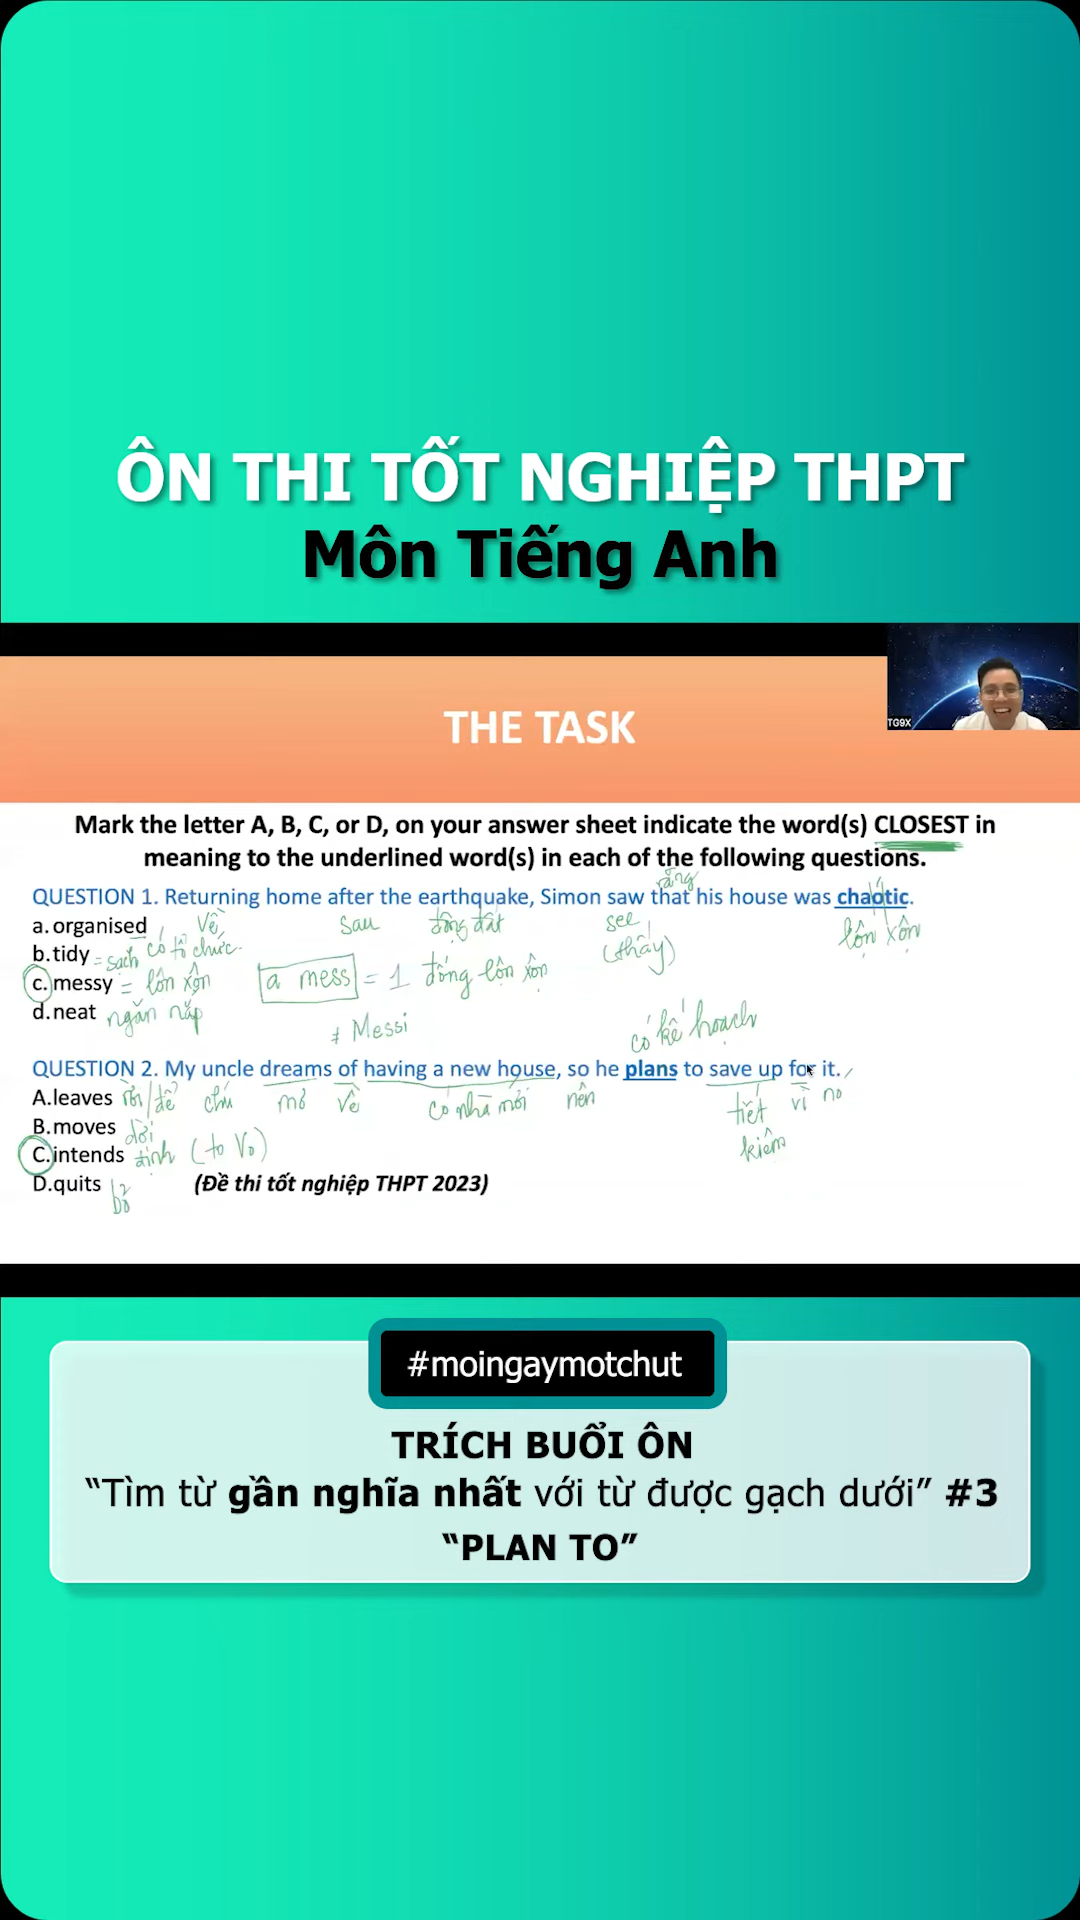 ÔN THI TỐT NGHIỆP THPT
Môn Tiếng Anh
TG9X
THE TASK
Mark the letter A, B, C, or D, on your answer sheet indicate the word(s) CLOSEST in
meaning to the underlined word(s) in each of the following questions.
rằng
QUESTION 1. Returning home after the earthquake, Simon saw that his house was chaotic.
a. organised về sau động đất see lộn xộn
có tổ chức (thấy)
b. tidy = sạch
c. messy = lộn xộn a mess = 1 đống lộn xộn
d. neat ngăn nắp ≠ Messi có kế hoạch
QUESTION 2. My uncle dreams of having a new house, so he plans to save up for it.
A. leaves rời/để chú mơ về có nhà mới nên tiết kiệm vì nó
B. moves dời
C. intends định (to Vo)
D. quits bỏ (Đề thi tốt nghiệp THPT 2023)
#moingaymotchut
TRÍCH BUỔI ÔN
“Tìm từ gần nghĩa nhất với từ được gạch dưới” #3
“PLAN TO”